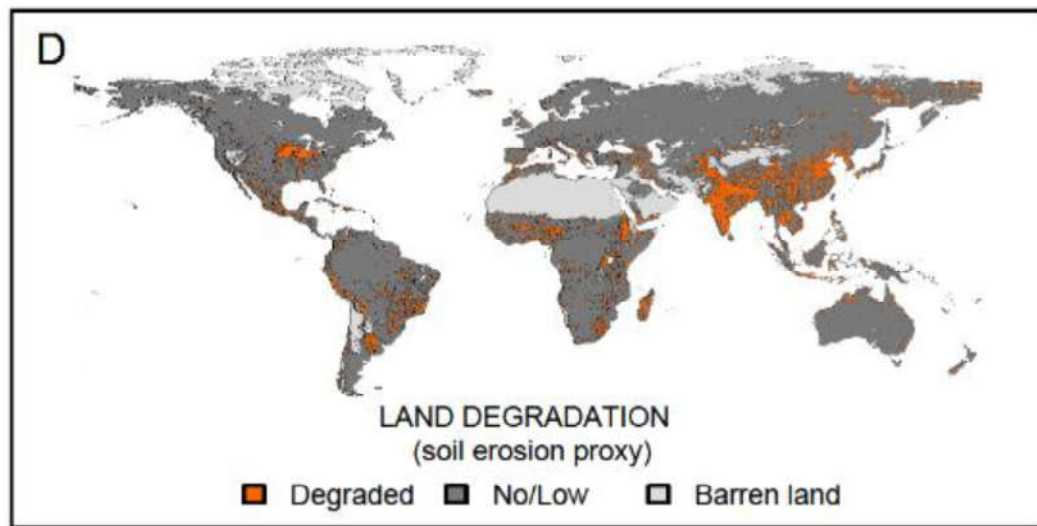 D
LAND DEGRADATION
(soil erosion proxy)
Degraded No/Low Barren land